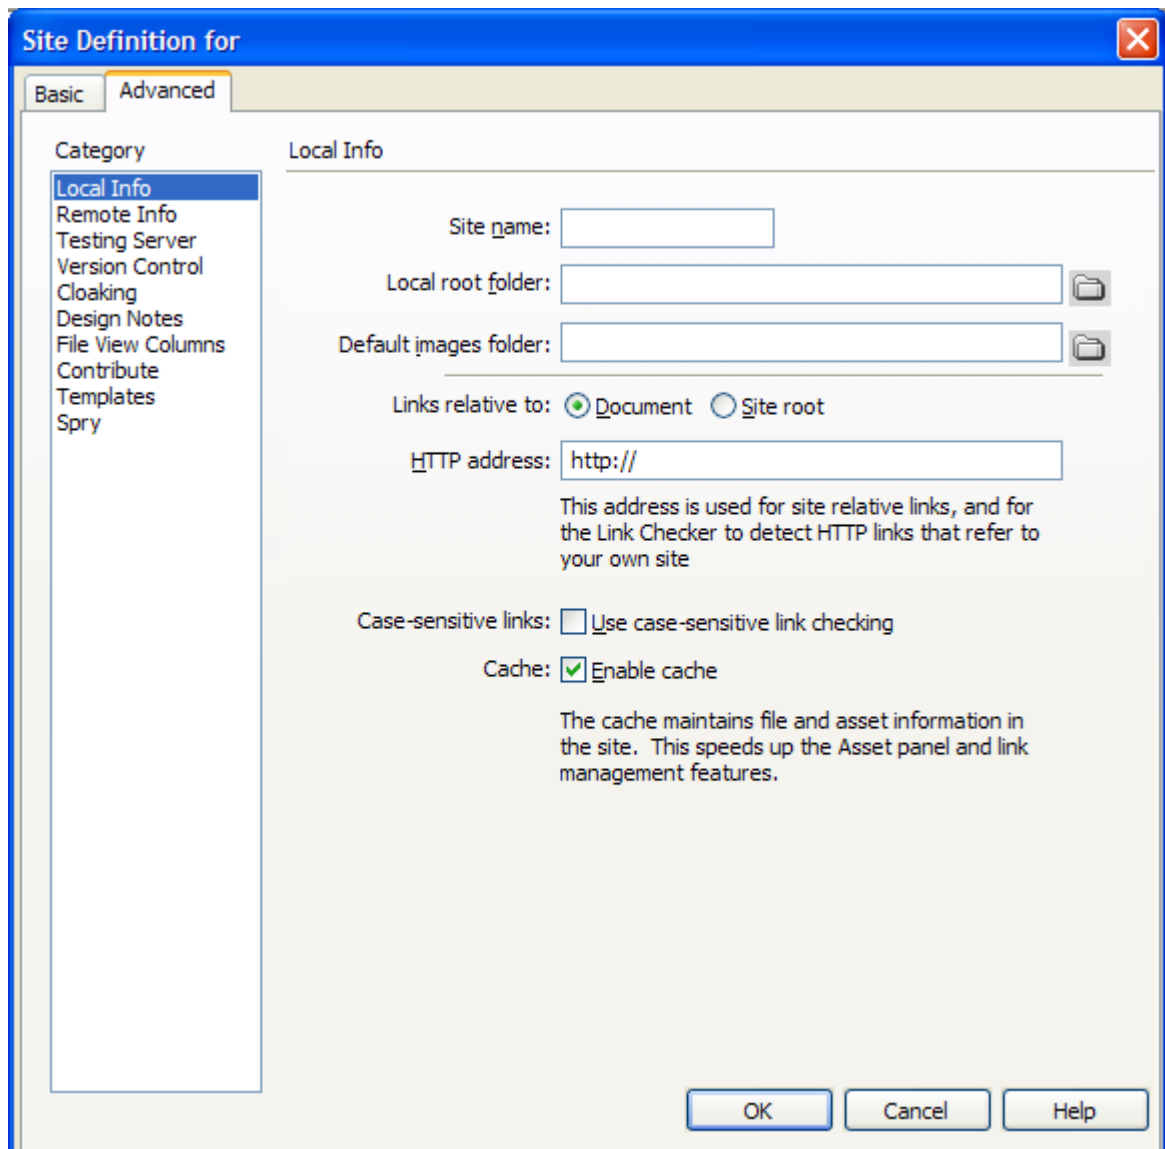 Site Definition for
Basic
Advanced
Category
Local Info
Remote Info
Testing Server
Version Control
Cloaking
Design Notes
File View Columns
Contribute
Templates
Spry
Local Info
Site name:
Local root folder:
Default images folder:
Links relative to: Document Site root
HTTP address: http://
This address is used for site relative links, and for
the Link Checker to detect HTTP links that refer to
your own site
Case-sensitive links: Use case-sensitive link checking
Cache: Enable cache
The cache maintains file and asset information in
the site. This speeds up the Asset panel and link
management features.
OK Cancel Help